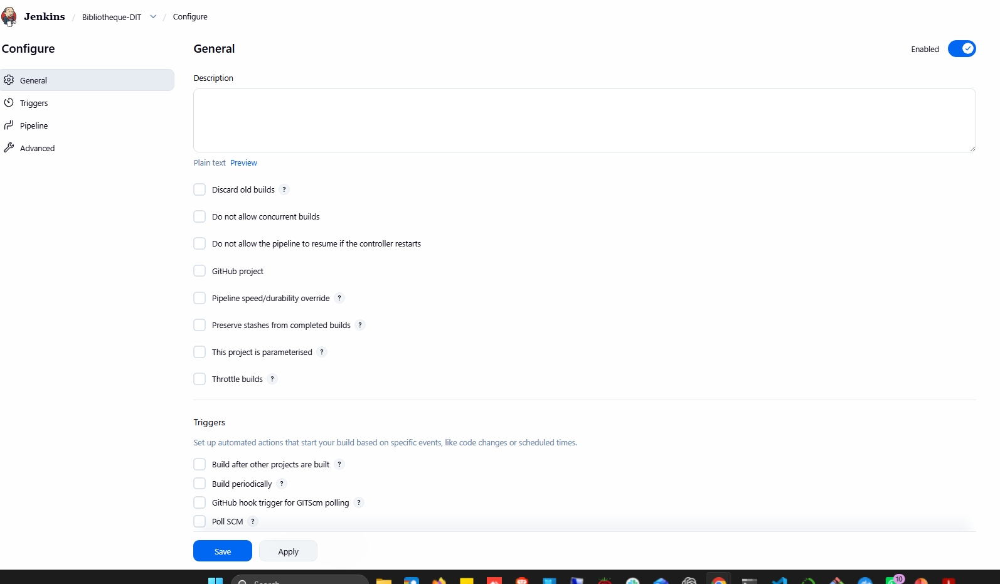 Jenkins / Bibliotheque-DIT / Configure
Configure
General
Triggers
Pipeline
Advanced
General
Enabled
Description
Plain text Preview
Discard old builds ?
Do not allow concurrent builds
Do not allow the pipeline to resume if the controller restarts
GitHub project
Pipeline speed/durability override ?
Preserve stashes from completed builds ?
This project is parameterised ?
Throttle builds ?
Triggers
Set up automated actions that start your build based on specific events, like code changes or scheduled times.
Build after other projects are built ?
Build periodically ?
GitHub hook trigger for GITScm polling ?
Poll SCM ?
Save Apply
Search
10